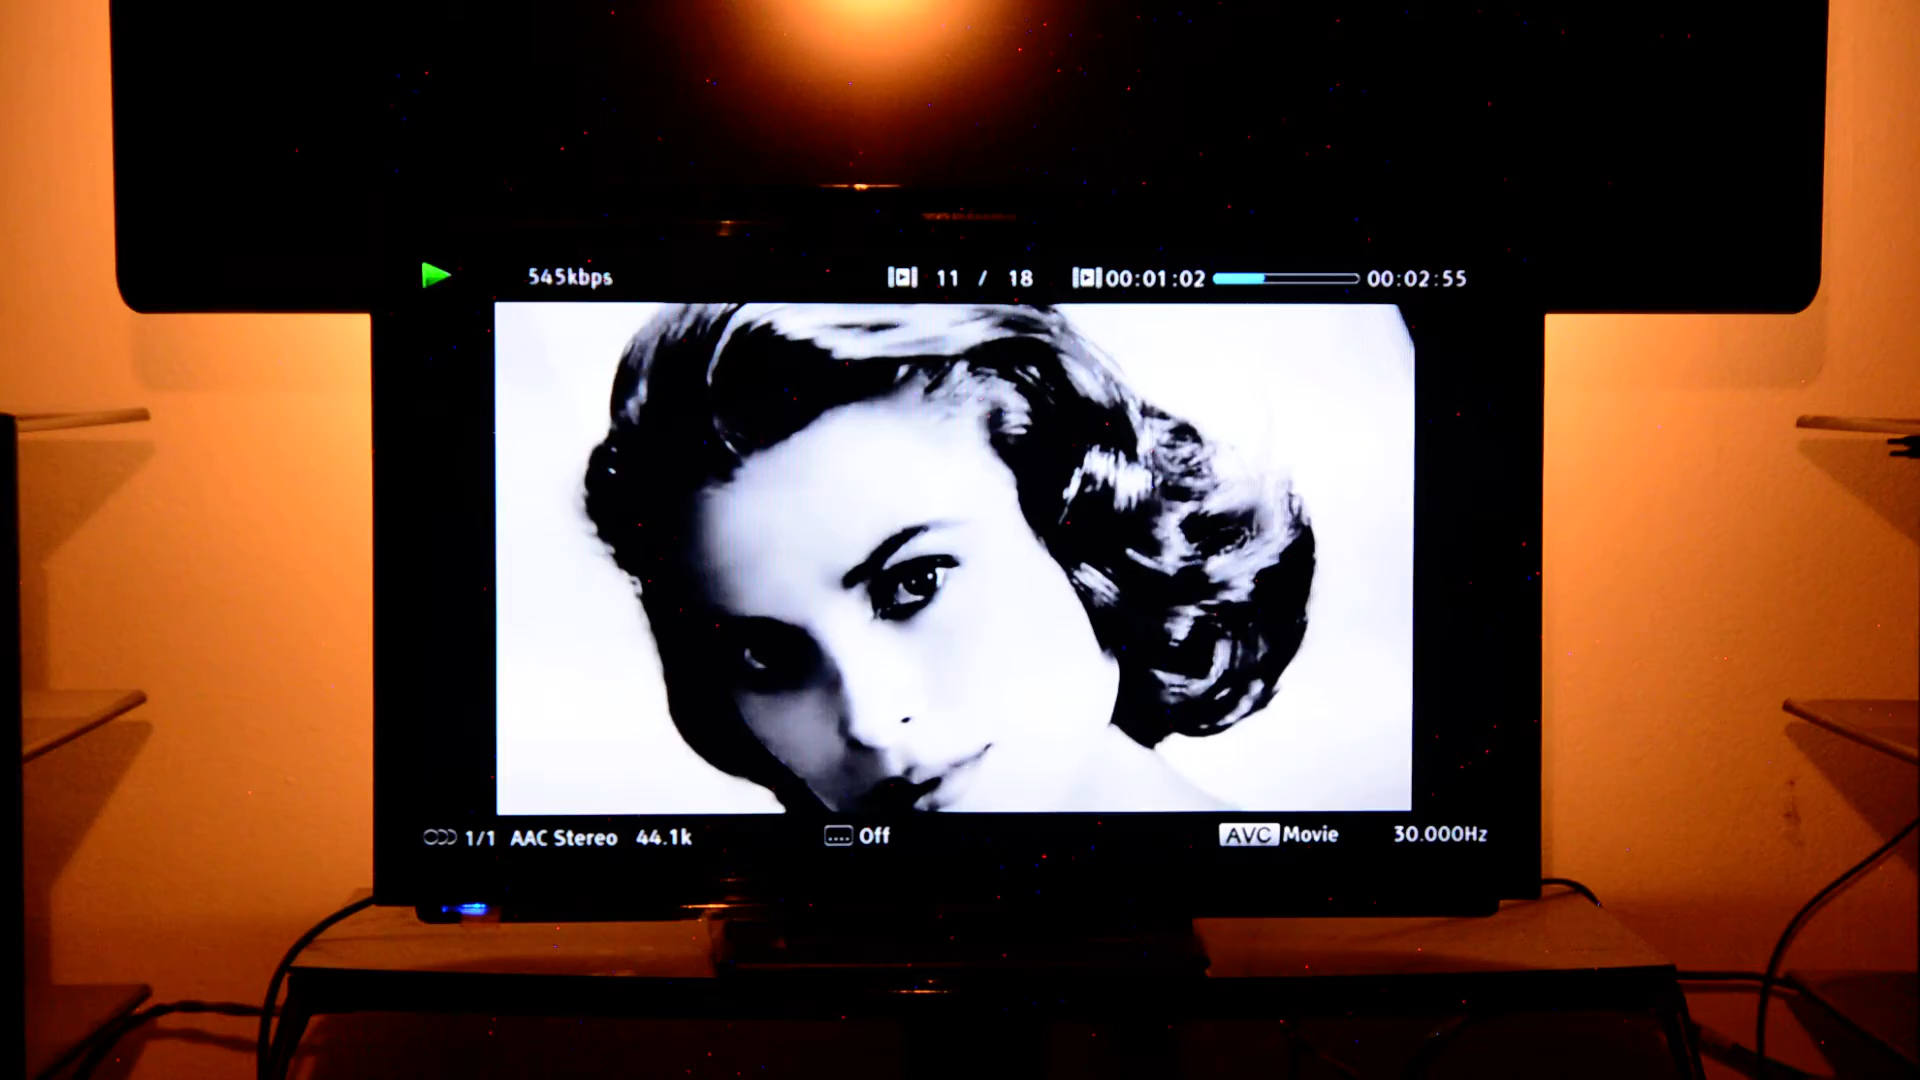 545kbps 11 / 18 00:01:02 00:02:55
1/1 AAC Stereo 44.1k Off AVC Movie 30.000Hz